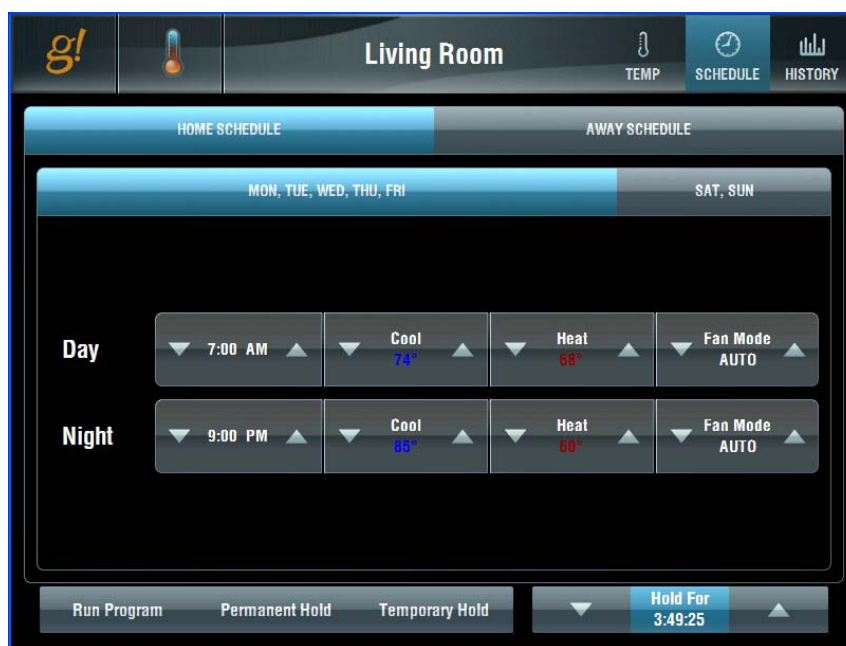 g!
Living Room
TEMP
SCHEDULE
HISTORY
HOME SCHEDULE
AWAY SCHEDULE
MON, TUE, WED, THU, FRI
SAT, SUN
Day
7:00 AM
Cool
74°
Heat
68°
Fan Mode
AUTO
Night
9:00 PM
Cool
85°
Heat
60°
Fan Mode
AUTO
Run Program
Permanent Hold
Temporary Hold
Hold For
3:49:25